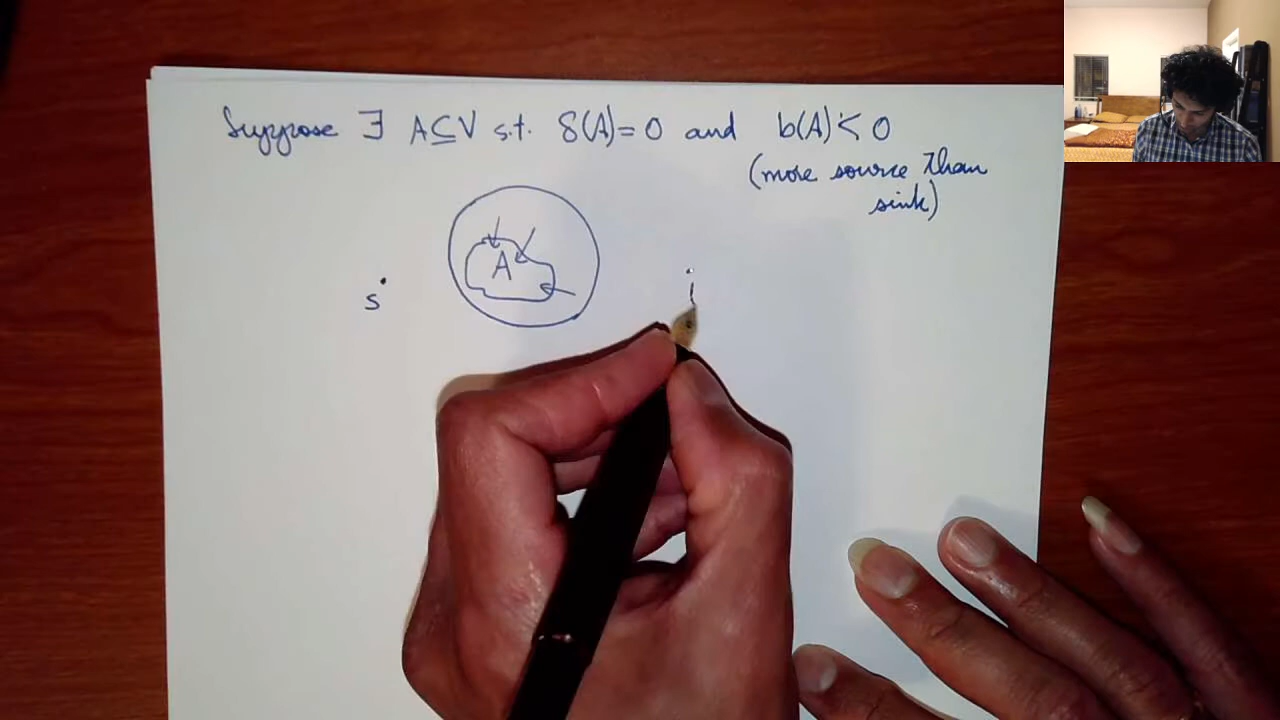 Suppose ∃ A⊆V s.t. δ(A)=0 and b(A)<0
(more source than
sink)
A
s